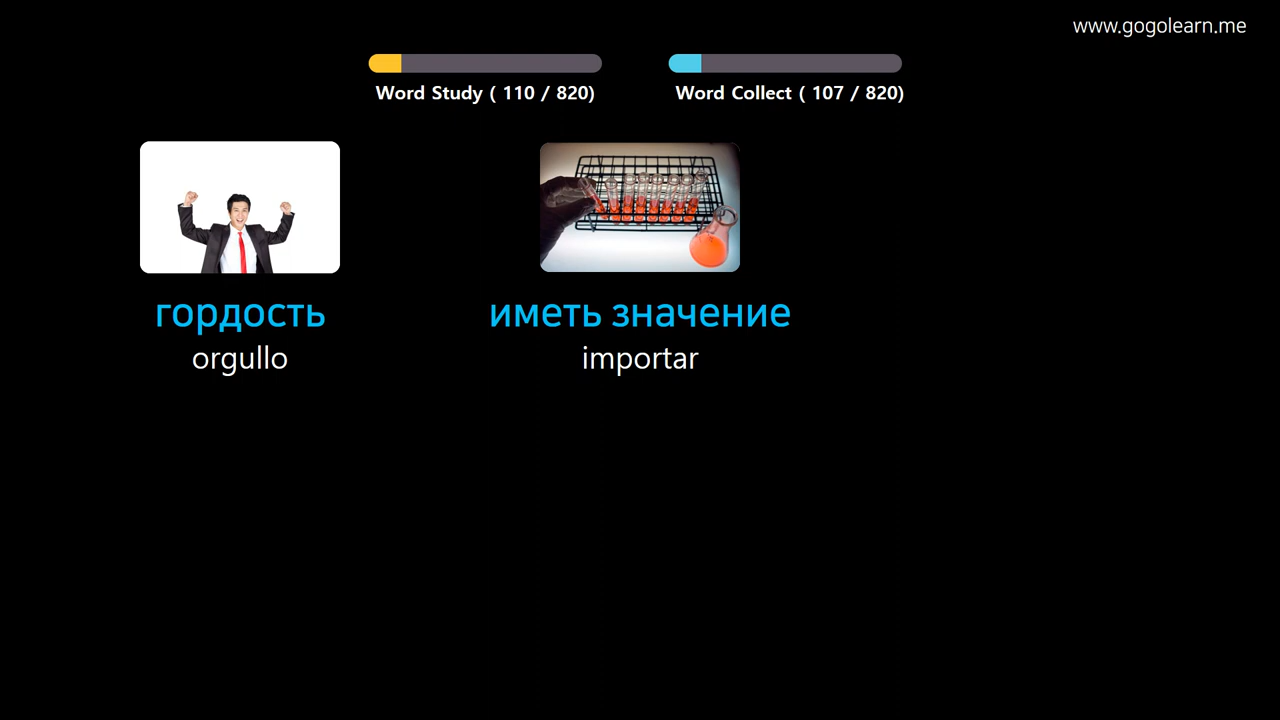 www.gogolearn.me
Word Study ( 110 / 820)
Word Collect ( 107 / 820)
гордость
orgullo
иметь значение
importar